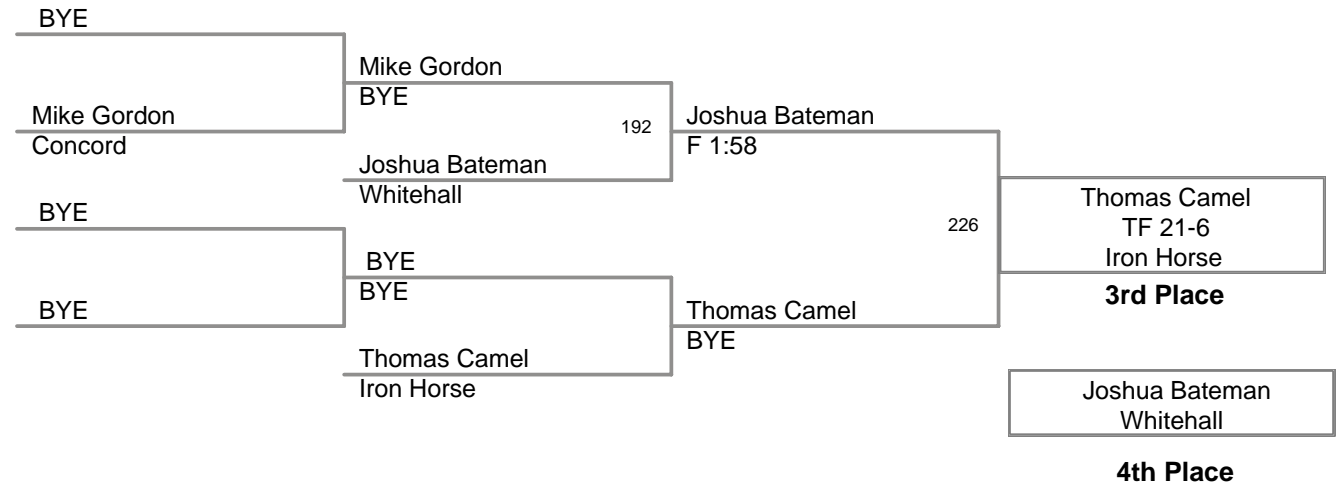 BYE
Mike Gordon
BYE
Mike Gordon
Concord
192
Joshua Bateman
F 1:58
Joshua Bateman
Whitehall
Thomas Camel
TF 21-6
Iron Horse
3rd Place
BYE
226
BYE
BYE
BYE
Thomas Camel
BYE
Thomas Camel
Iron Horse
Joshua Bateman
Whitehall
4th Place